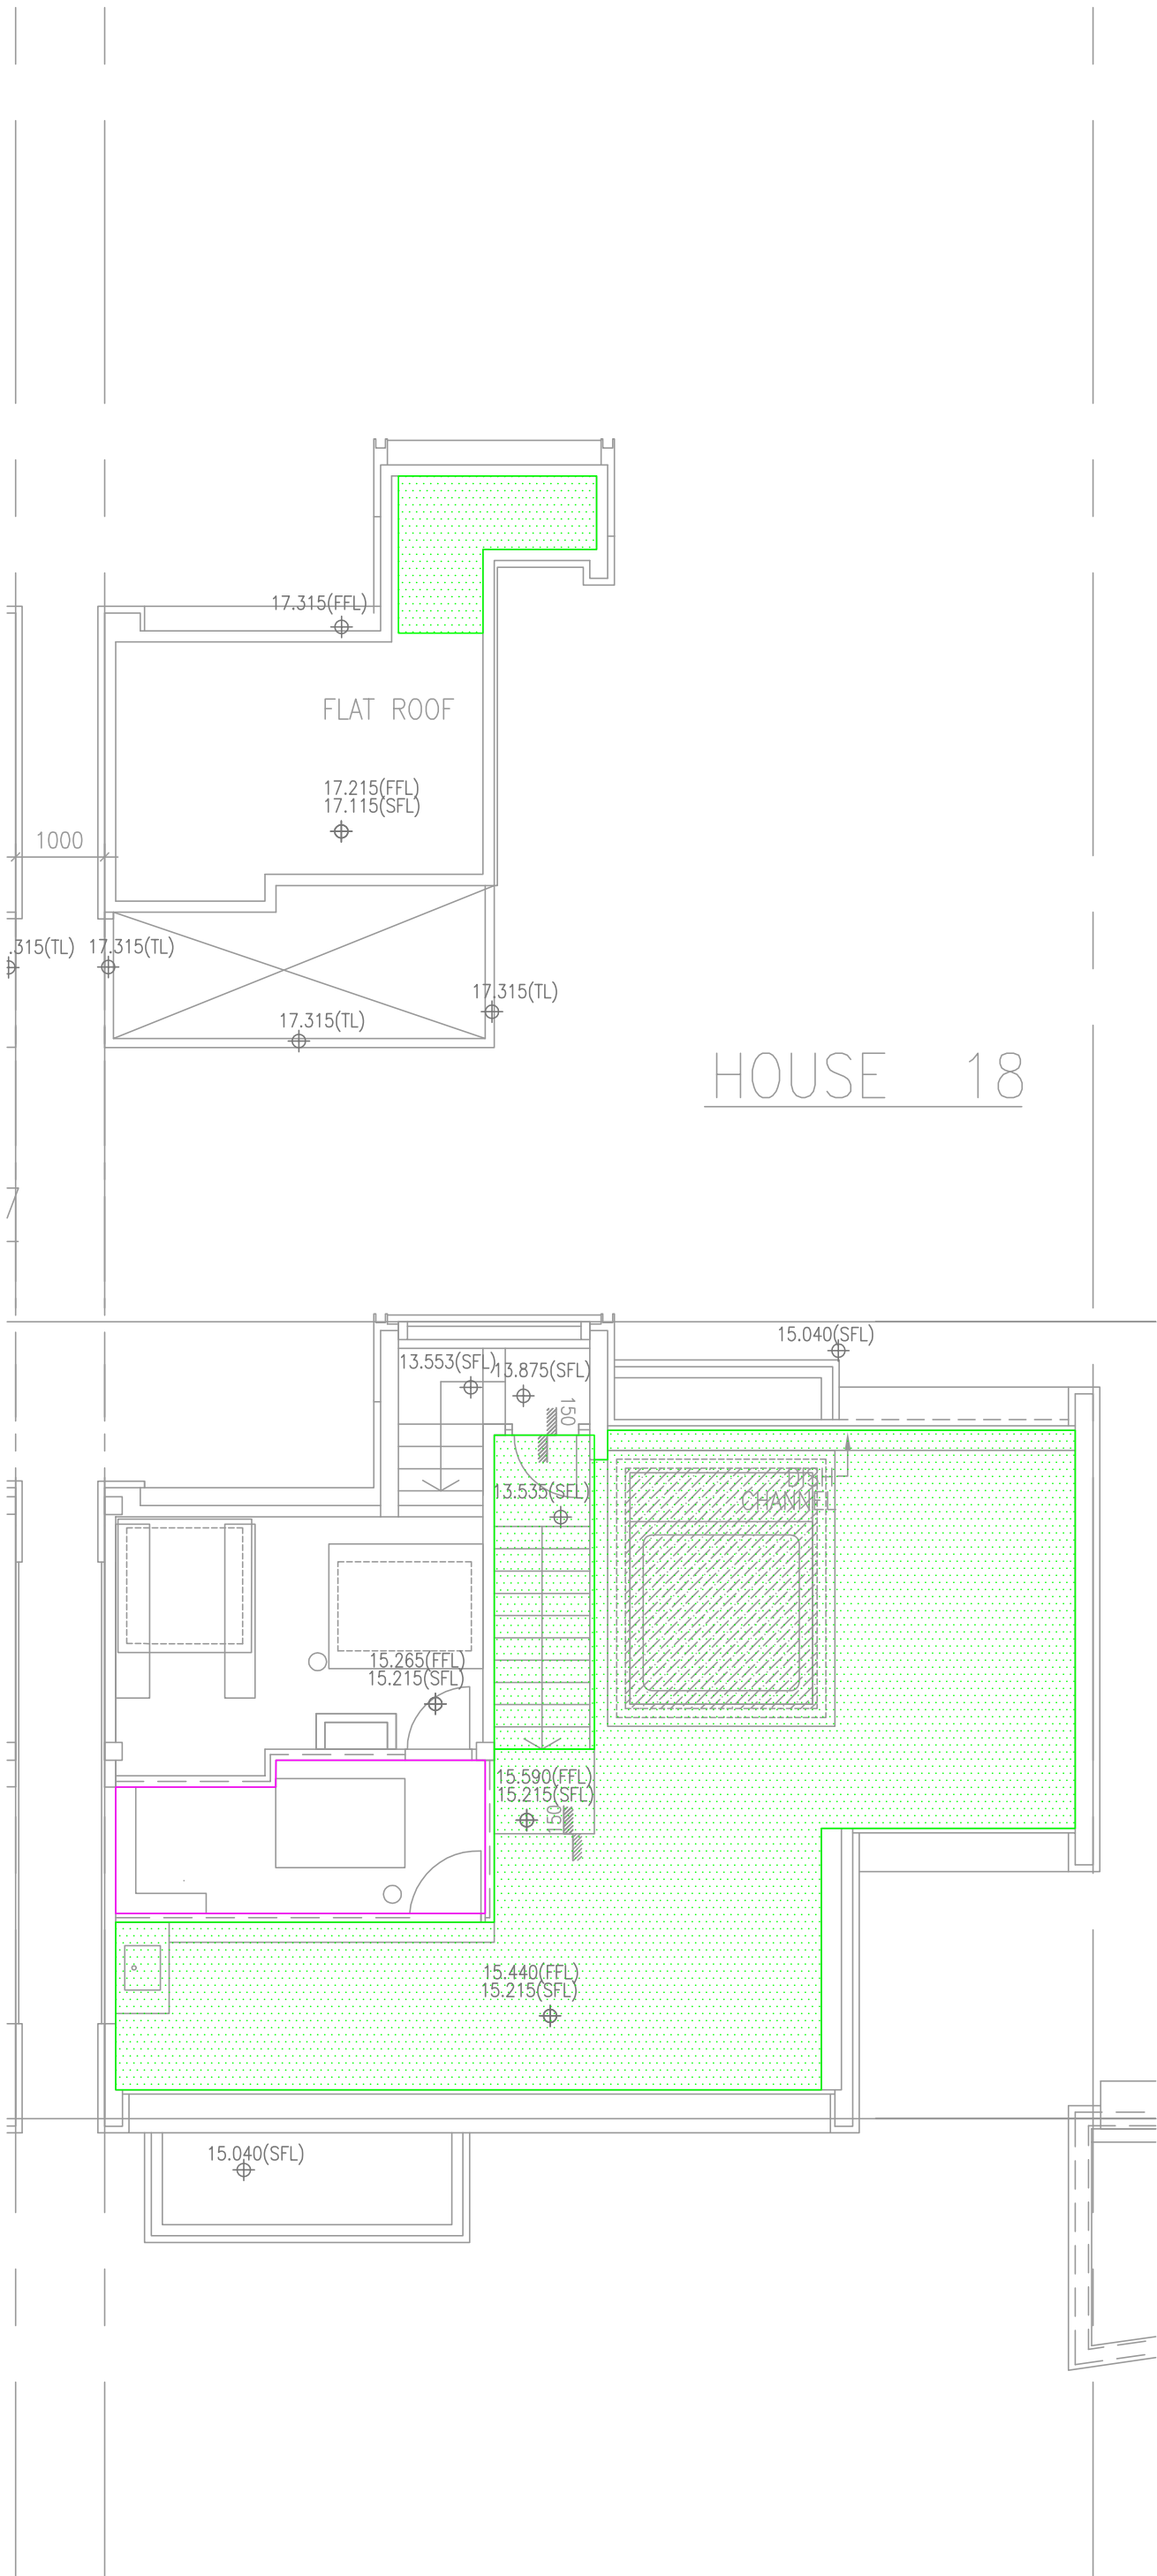 17.315(FFL)
FLAT ROOF
17.215(FFL)
17.115(SFL)
1000
.315(TL)
17.315(TL)
17.315(TL)
17.315(TL)
HOUSE 18
7
15.040(SFL)
13.553(SFL)
13.875(SFL)
150
DISH
CHANNEL
13.535(SFL)
15.265(FFL)
15.215(SFL)
15.590(FFL)
15.215(SFL)
150
15.440(FFL)
15.215(SFL)
15.040(SFL)